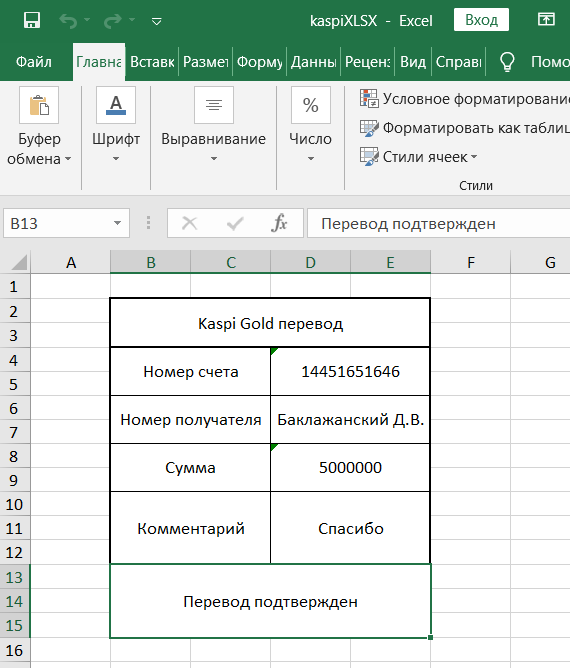 kaspiXLSX - Excel
Вход
Файл Главна Вставк Размет Форму Данны Реценз Вид Справк Помо
Буфер обмена
Шрифт
Выравнивание
%
Число
Условное форматировани
Форматировать как таблиц
Стили ячеек
Стили
B13 fx Перевод подтвержден
A B C D E F G
1
2
3
Kaspi Gold перевод
4
5
Номер счета 14451651646
6
7
Номер получателя Баклажанский Д.В.
8
9
Сумма 5000000
10
11
12
Комментарий Спасибо
13
14
15
Перевод подтвержден
16